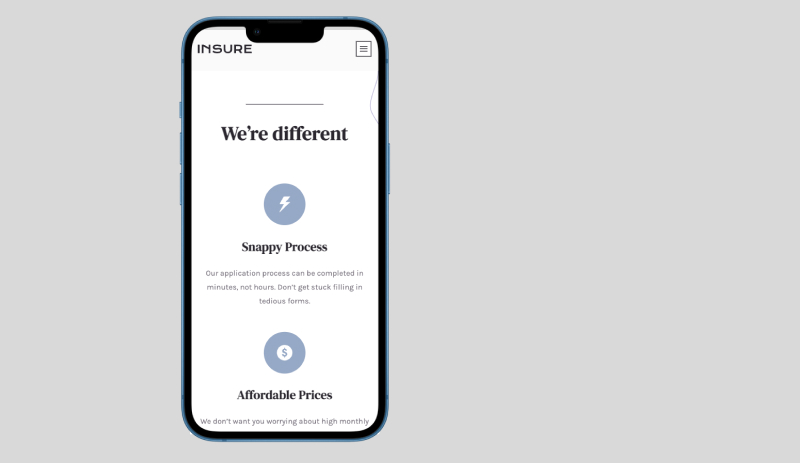 INSURE
We're different
Snappy Process
Our application process can be completed in
minutes, not hours. Don't get stuck filling in
tedious forms.
$
Affordable Prices
We don't want you worrying about high monthly